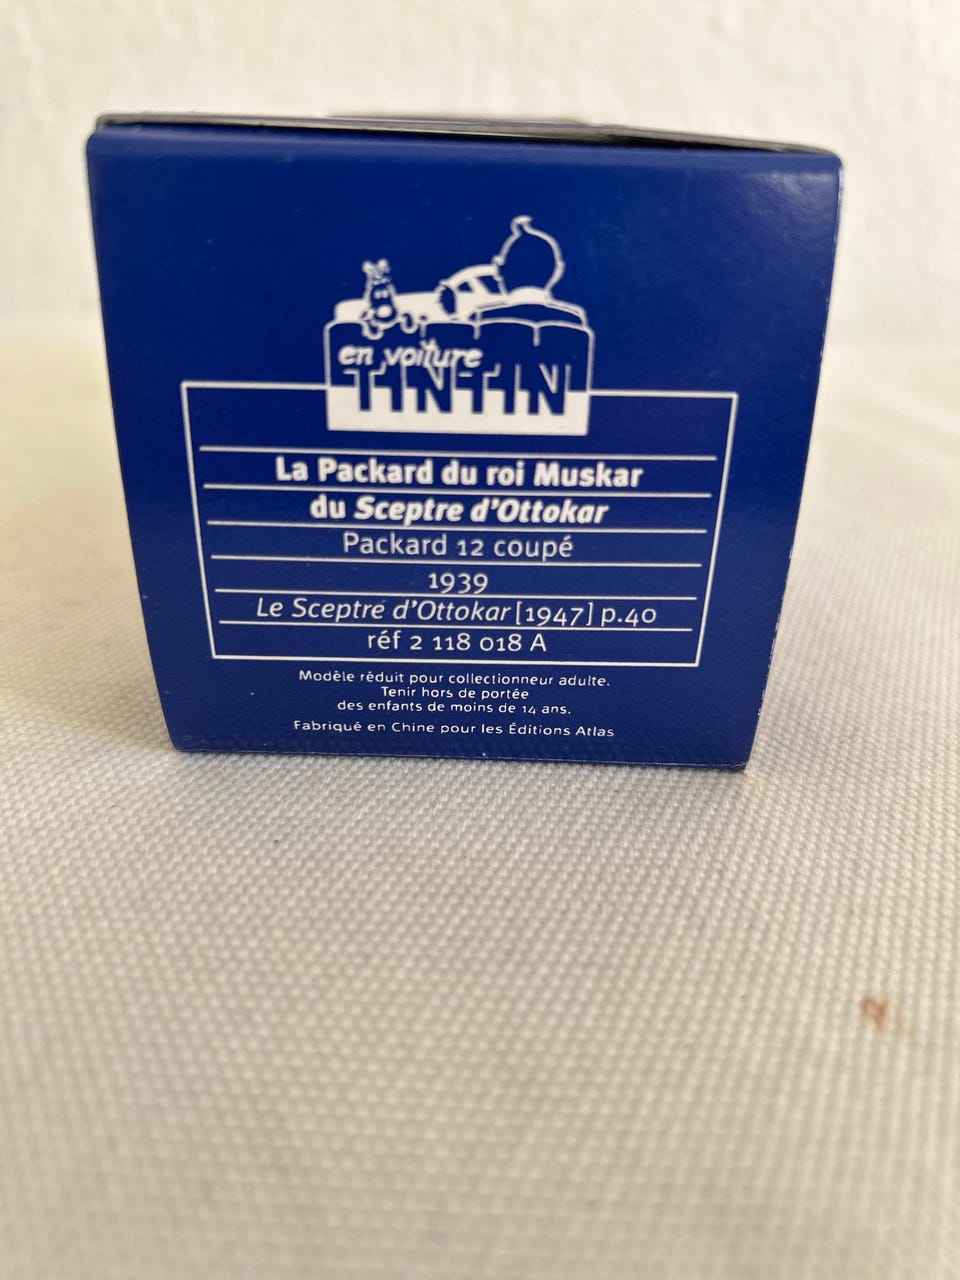 en voiture
TINTIN
La Packard du roi Muskar
du Sceptre d'Ottokar
Packard 12 coupé
1939
Le Sceptre d'Ottokar [1947] p.40
réf 2 118 018 A
Modèle réduit pour collectionneur adulte.
Tenir hors de portée
des enfants de moins de 14 ans.
Fabriqué en Chine pour les Éditions Atlas